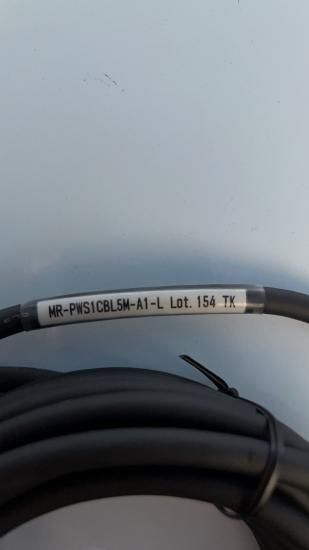 MR-PWS1CBL5M-A1-L Lot. 154 TK